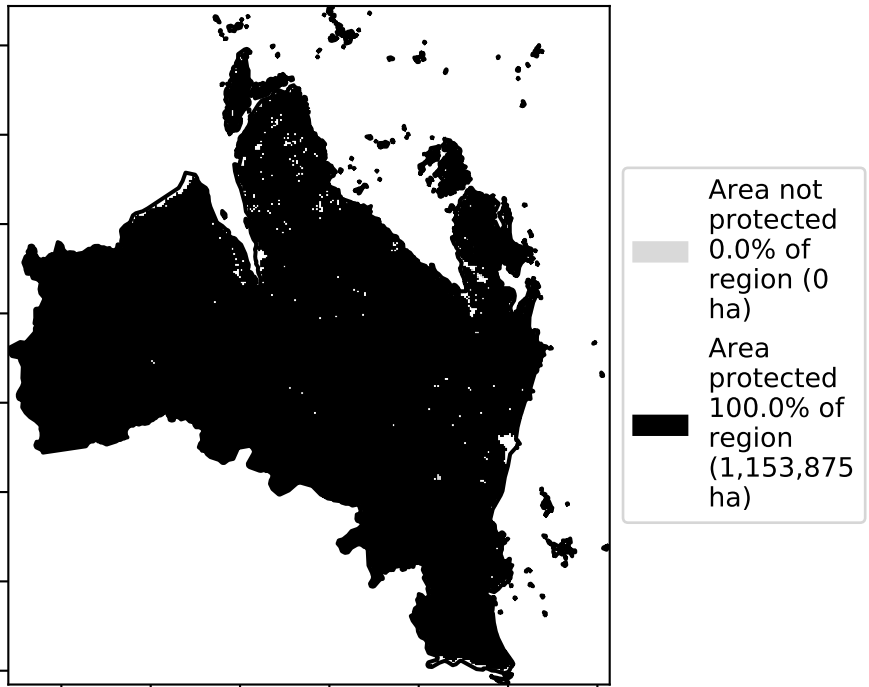 Area not
protected
0.0% of
region (0
ha)
Area
protected
100.0% of
region
(1,153,875
ha)